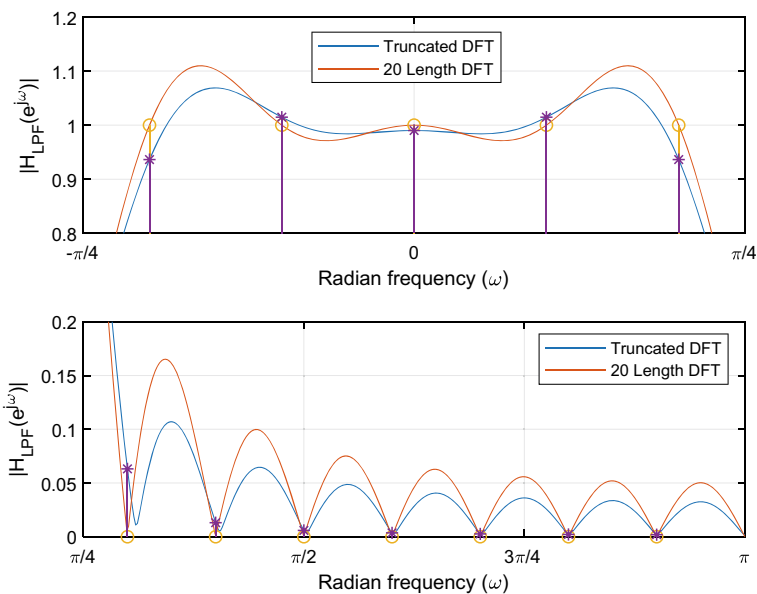 1.2
1.1
1
0.9
0.8
|H_LPF(e^jω)|
Truncated DFT
20 Length DFT
-π/4
0
π/4
Radian frequency (ω)
0.2
0.15
0.1
0.05
0
|H_LPF(e^jω)|
Truncated DFT
20 Length DFT
π/4
π/2
3π/4
π
Radian frequency (ω)